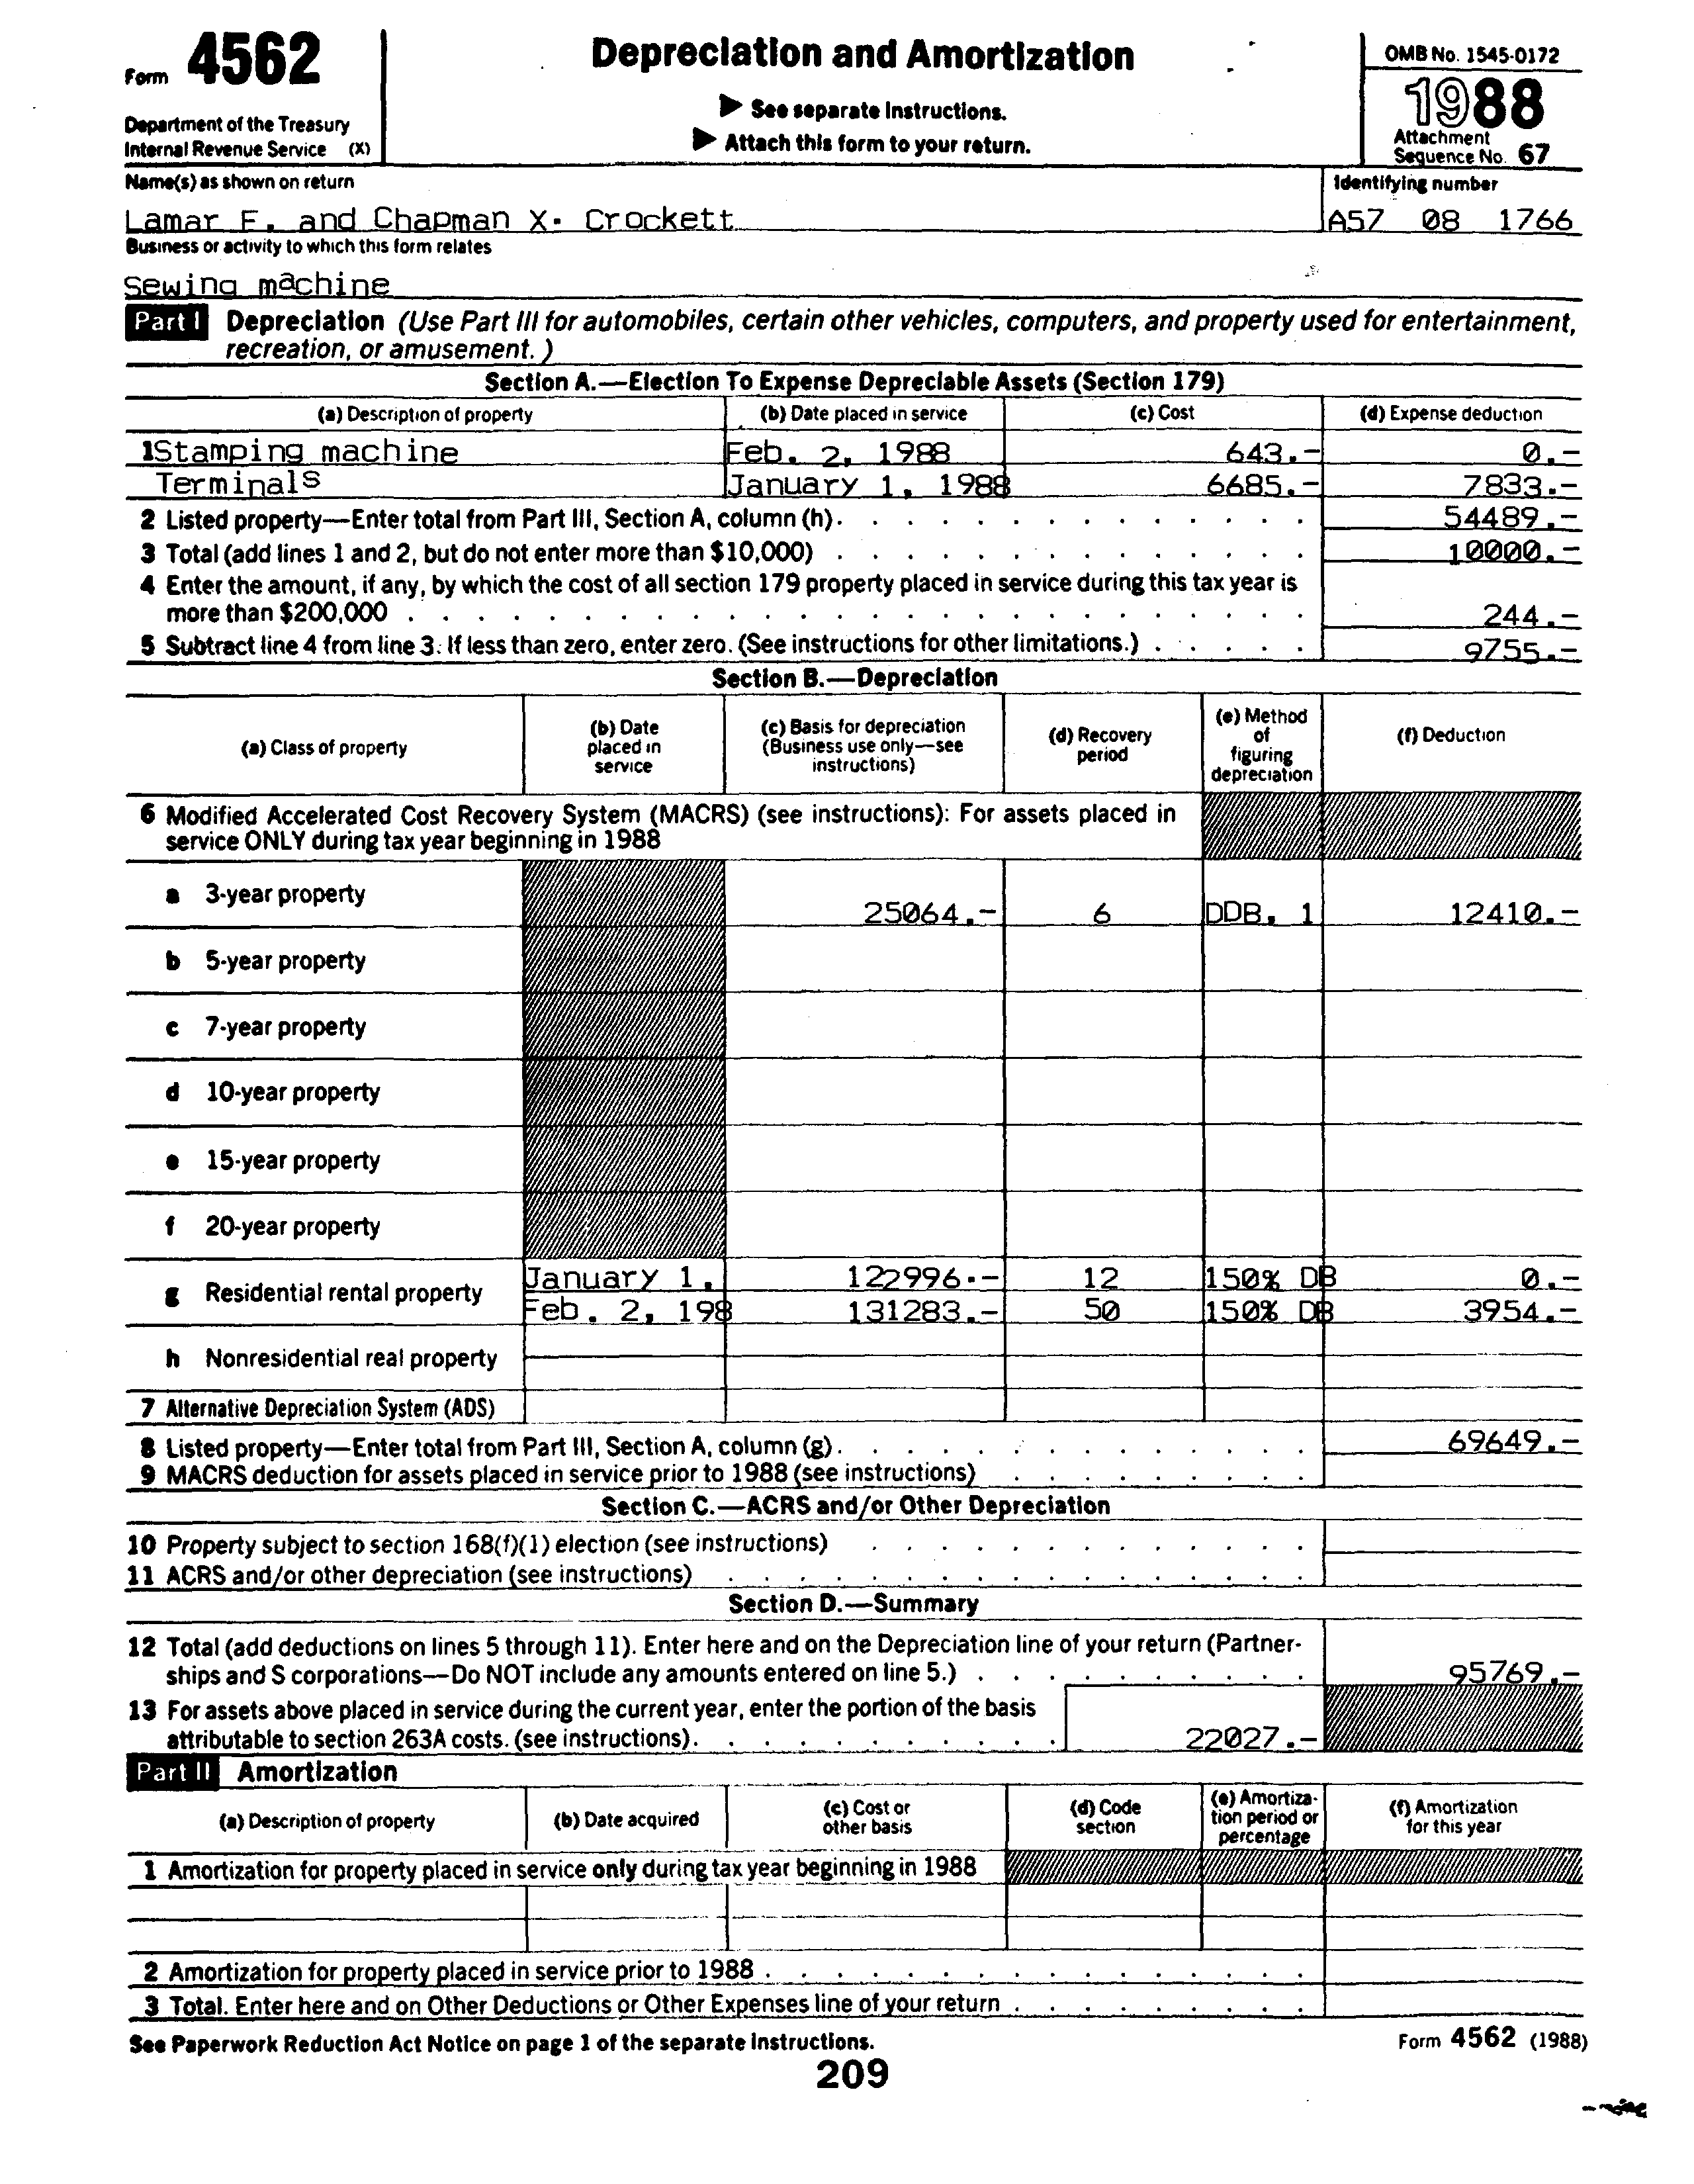 Form 4562
Department of the Treasury
Internal Revenue Service (X)
Depreciation and Amortization
▶ See separate Instructions.
▶ Attach this form to your return.
OMB No. 1545-0172
1988
Attachment
Sequence No. 67
Name(s) as shown on return
Identifying number
Lamar F. and Chapman X. Crockett
A57 08 1766
Business or activity to which this form relates
Sewing machine
Part I Depreciation (Use Part III for automobiles, certain other vehicles, computers, and property used for entertainment,
recreation, or amusement.)
Section A.—Election To Expense Depreciable Assets (Section 179)
(a) Description of property (b) Date placed in service (c) Cost (d) Expense deduction
1 Stamping machine Feb. 2, 1988 643.- 0.-
Terminals January 1, 1988 6685.- 7833.-
2 Listed property—Enter total from Part III, Section A, column (h). 54489.-
3 Total (add lines 1 and 2, but do not enter more than $10,000) 10000.-
4 Enter the amount, if any, by which the cost of all section 179 property placed in service during this tax year is
more than $200,000 244.-
5 Subtract line 4 from line 3. If less than zero, enter zero. (See instructions for other limitations.) 9755.-
Section B.—Depreciation
(a) Class of property
(b) Date
placed in
service
(c) Basis for depreciation
(Business use only—see
instructions)
(d) Recovery
period
(e) Method
of
figuring
depreciation
(f) Deduction
6 Modified Accelerated Cost Recovery System (MACRS) (see instructions): For assets placed in
service ONLY during tax year beginning in 1988
a 3-year property 25064.- 6 DDB, 1 12410.-
b 5-year property
c 7-year property
d 10-year property
e 15-year property
f 20-year property
g Residential rental property
January 1, 122996.- 12 150% DB 0.-
Feb. 2, 198 131283.- 50 150% DB 3954.-
h Nonresidential real property
7 Alternative Depreciation System (ADS)
8 Listed property—Enter total from Part III, Section A, column (g). 69649.-
9 MACRS deduction for assets placed in service prior to 1988 (see instructions)
Section C.—ACRS and/or Other Depreciation
10 Property subject to section 168(f)(1) election (see instructions)
11 ACRS and/or other depreciation (see instructions)
Section D.—Summary
12 Total (add deductions on lines 5 through 11). Enter here and on the Depreciation line of your return (Partner-
ships and S corporations—Do NOT include any amounts entered on line 5.) 95769.-
13 For assets above placed in service during the current year, enter the portion of the basis
attributable to section 263A costs. (see instructions). 22027.-
Part II Amortization
(a) Description of property
(b) Date acquired
(c) Cost or
other basis
(d) Code
section
(e) Amortiza-
tion period or
percentage
(f) Amortization
for this year
1 Amortization for property placed in service only during tax year beginning in 1988
2 Amortization for property placed in service prior to 1988
3 Total. Enter here and on Other Deductions or Other Expenses line of your return
See Paperwork Reduction Act Notice on page 1 of the separate instructions.
Form 4562 (1988)
209